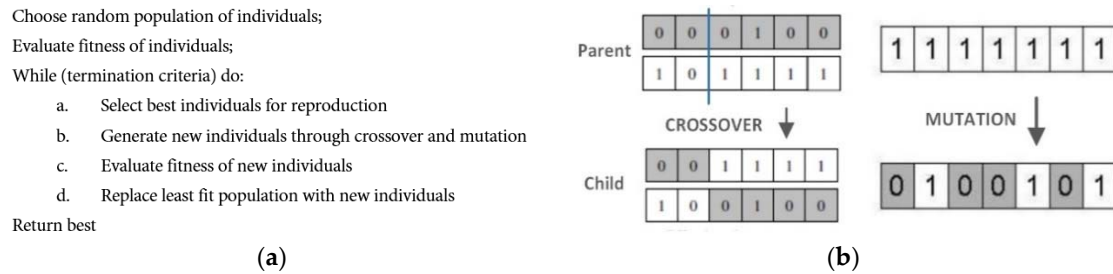 Choose random population of individuals;
Evaluate fitness of individuals;
While (termination criteria) do:
a. Select best individuals for reproduction
b. Generate new individuals through crossover and mutation
c. Evaluate fitness of new individuals
d. Replace least fit population with new individuals
Return best
(a)
Parent
0 0 0 1 0 0
1 0 1 1 1 1
CROSSOVER
Child
0 0 1 1 1 1
1 0 0 1 0 0
1 1 1 1 1 1 1
MUTATION
0 1 0 0 1 0 1
(b)